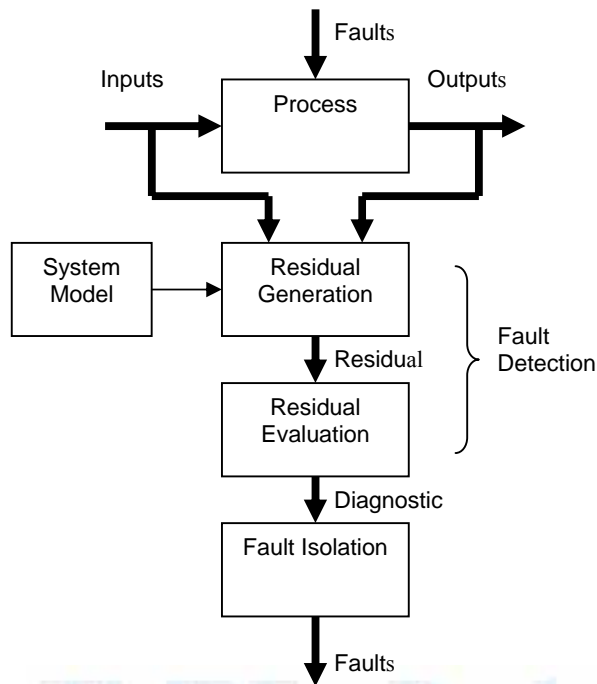 Faults
Inputs
Outputs
Process
System
Model
Residual
Generation
Fault
Detection
Residual
Residual
Evaluation
Diagnostic
Fault Isolation
Faults